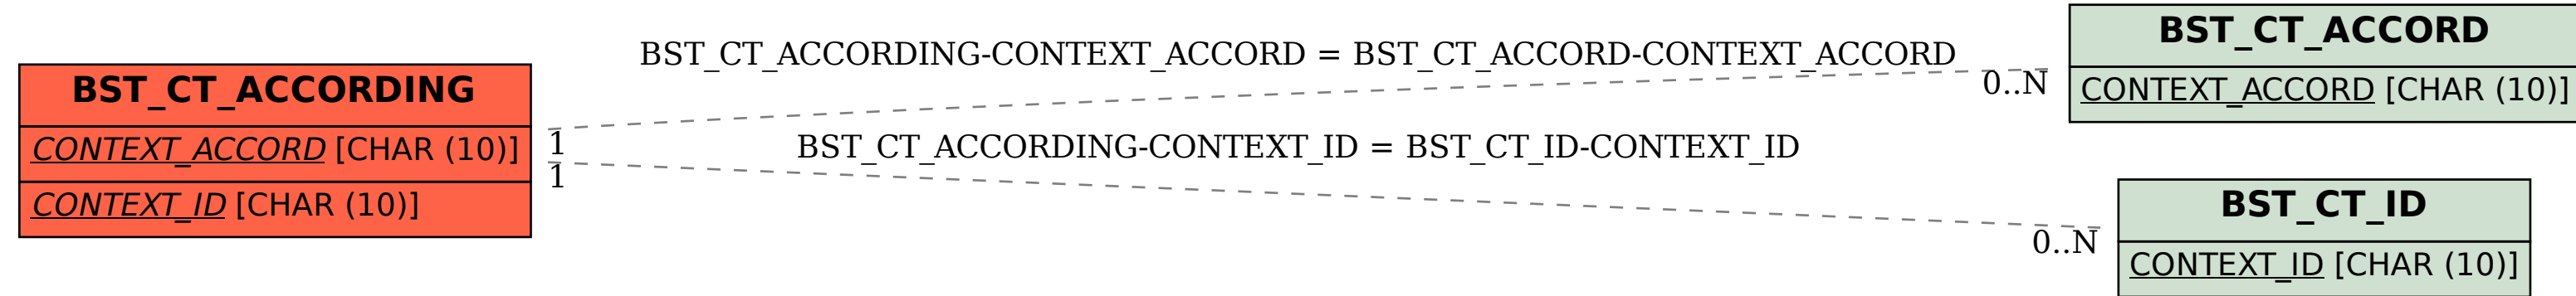 BST_CT_ACCORDING
CONTEXT_ACCORD [CHAR (10)]
CONTEXT_ID [CHAR (10)]
BST_CT_ACCORDING-CONTEXT_ACCORD = BST_CT_ACCORD-CONTEXT_ACCORD
1
0..N
BST_CT_ACCORDING-CONTEXT_ID = BST_CT_ID-CONTEXT_ID
1
0..N
BST_CT_ACCORD
CONTEXT_ACCORD [CHAR (10)]
BST_CT_ID
CONTEXT_ID [CHAR (10)]